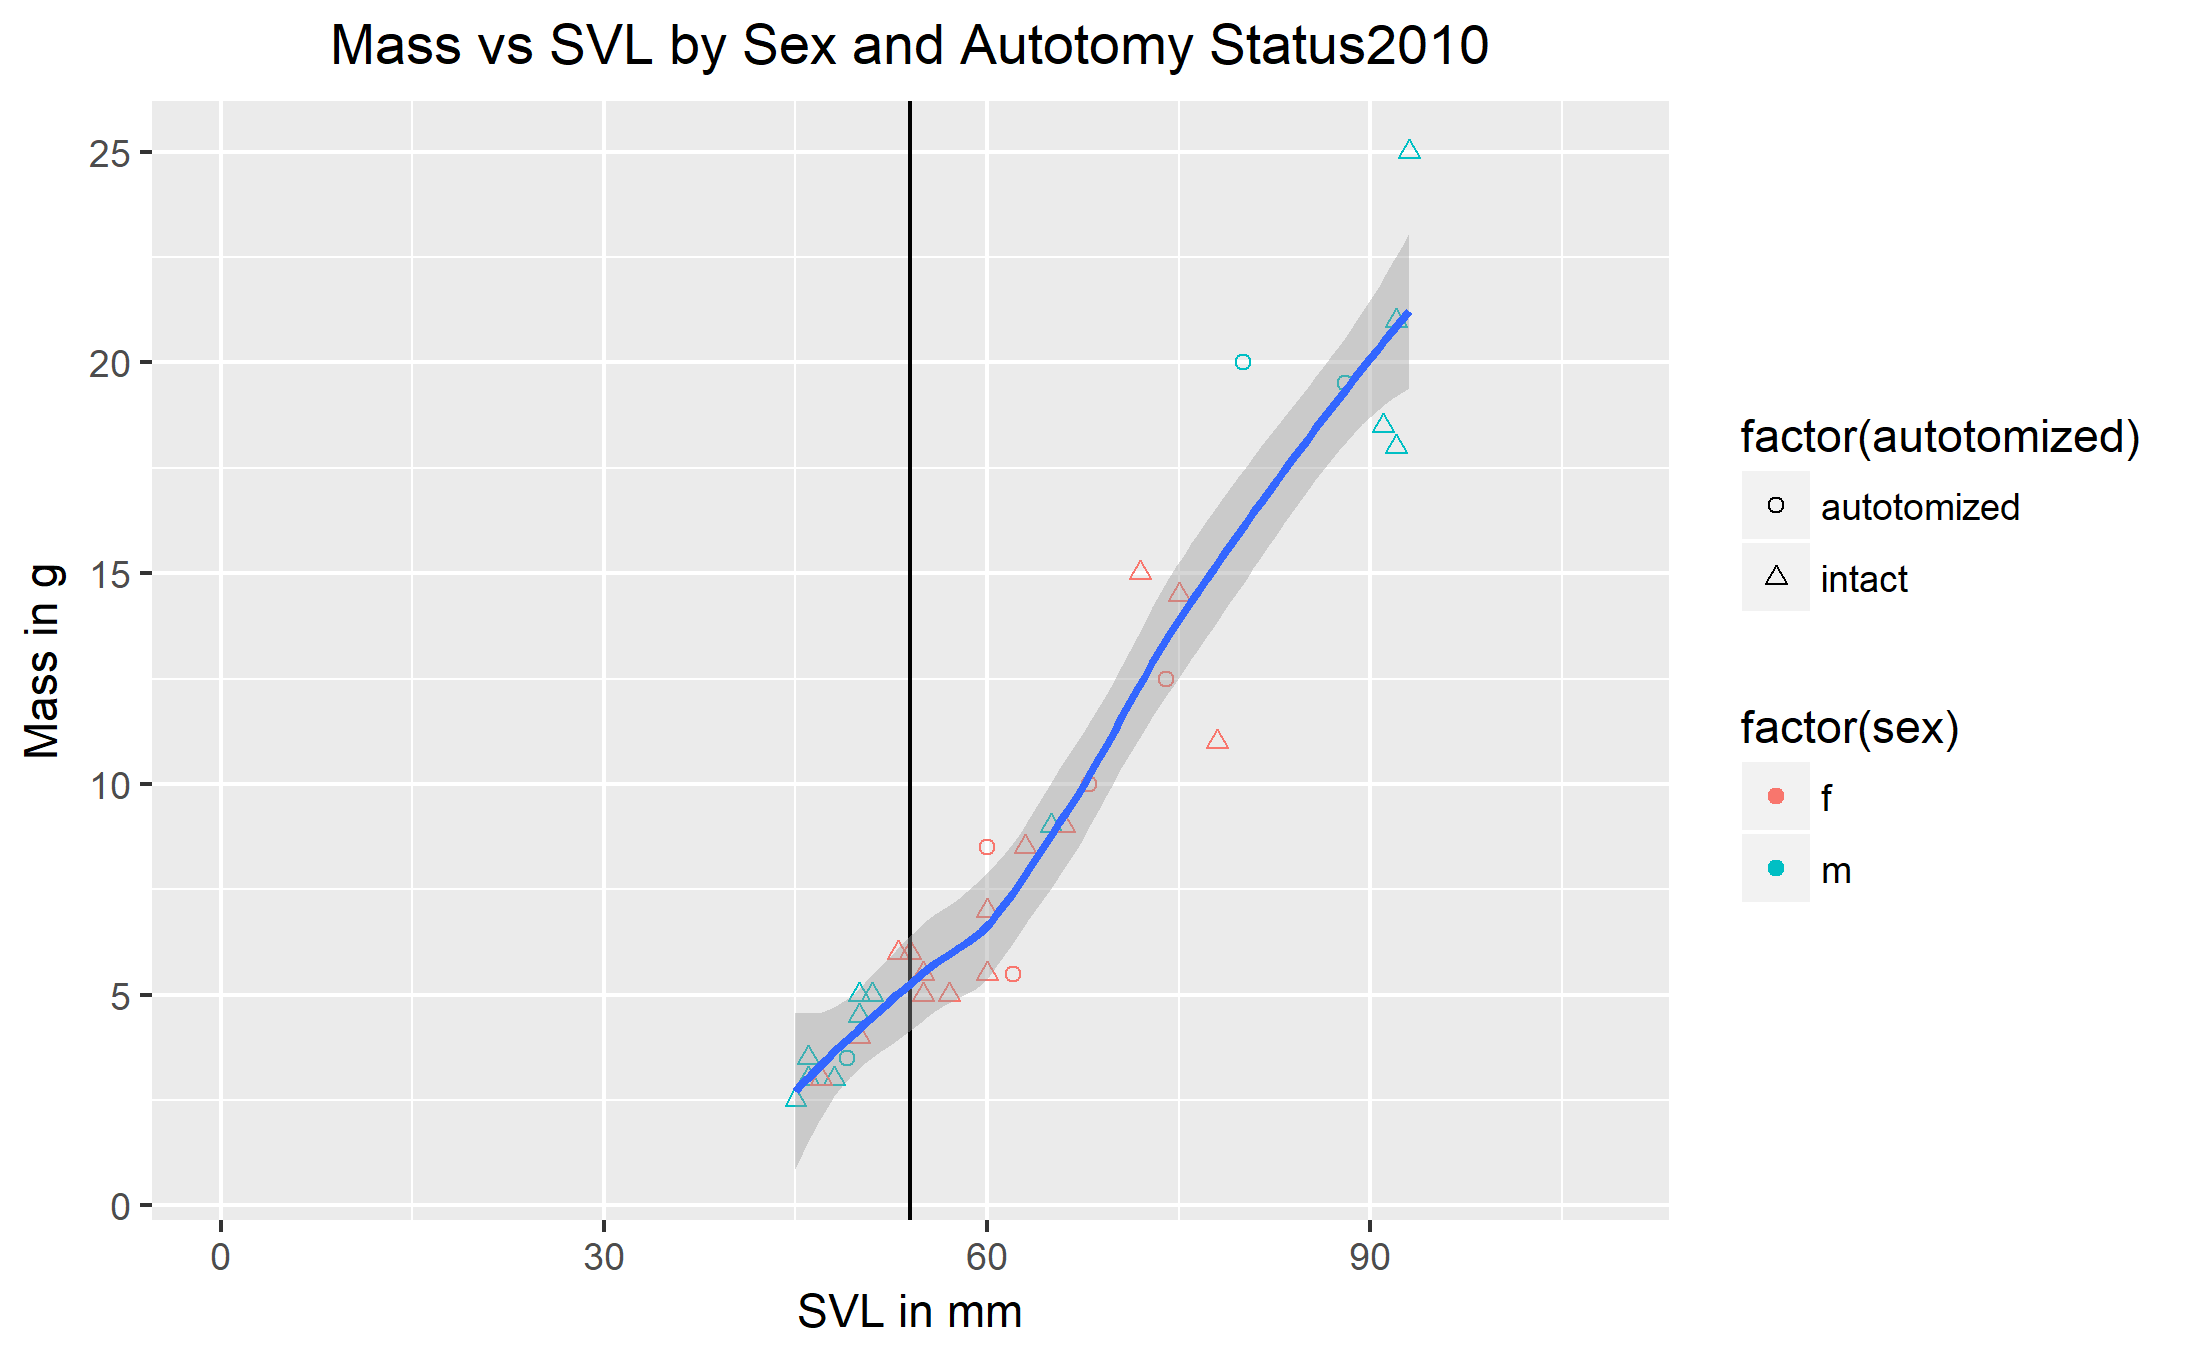 Mass vs SVL by Sex and Autotomy Status2010
25
20
15
10
5
0
Mass in g
0 30 60 90
SVL in mm
factor(autotomized)
autotomized
intact
factor(sex)
f
m